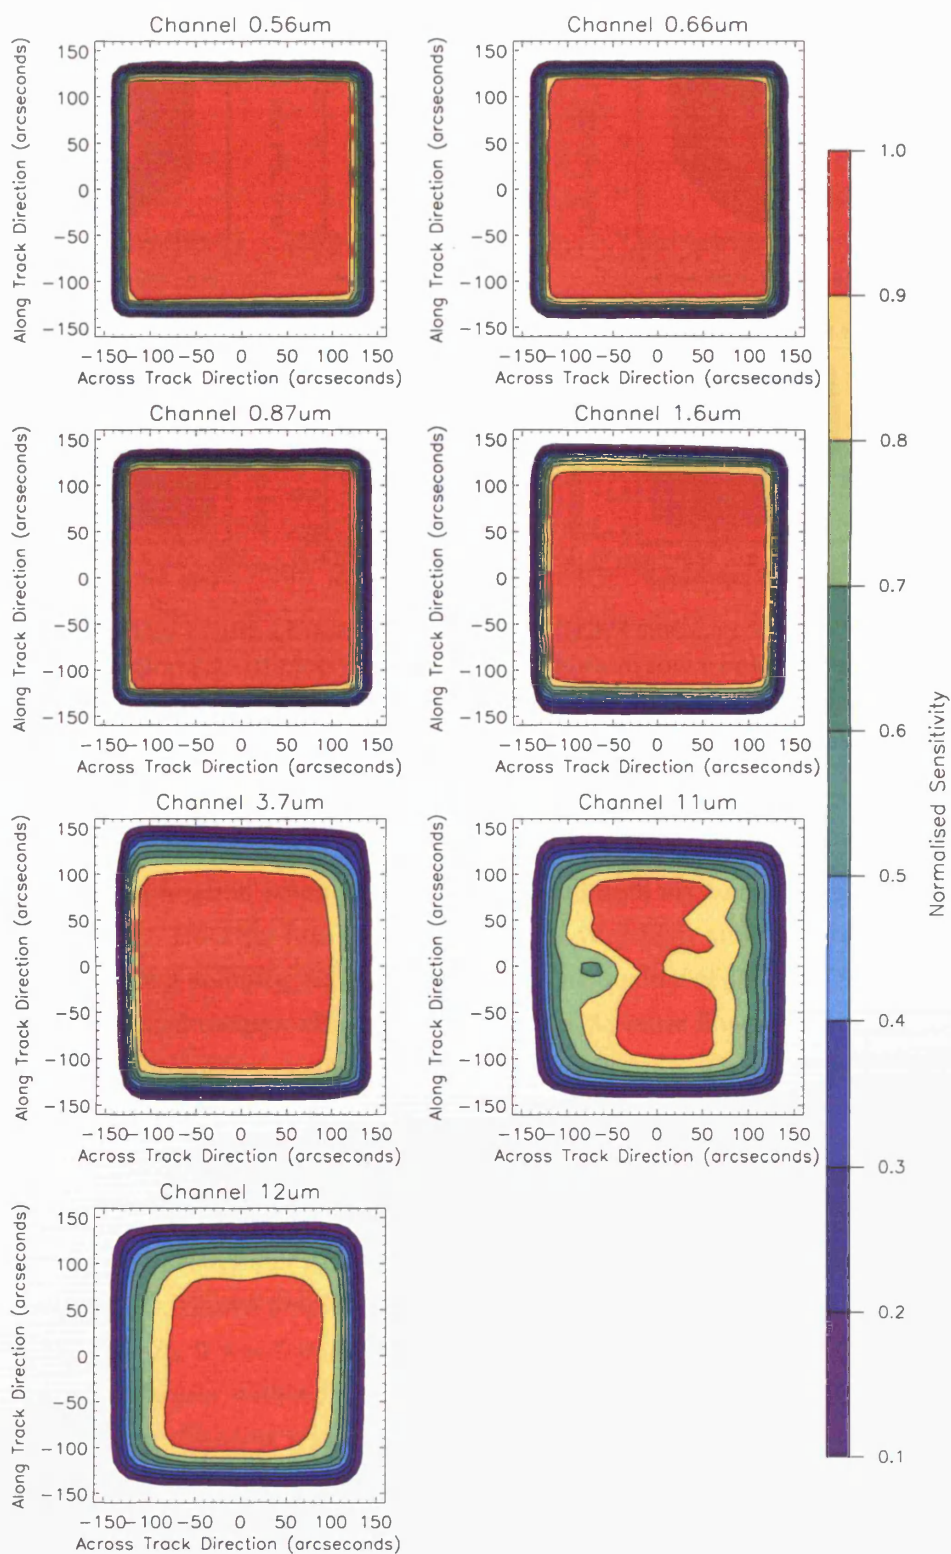 Channel 0.56um
Along Track Direction (arcseconds)
150
100
50
0
−50
−100
−150
−150−100 −50 0 50 100 150
Across Track Direction (arcseconds)
Channel 0.66um
Along Track Direction (arcseconds)
150
100
50
0
−50
−100
−150
−150−100 −50 0 50 100 150
Across Track Direction (arcseconds)
Channel 0.87um
Along Track Direction (arcseconds)
150
100
50
0
−50
−100
−150
−150−100 −50 0 50 100 150
Across Track Direction (arcseconds)
Channel 1.6um
Along Track Direction (arcseconds)
150
100
50
0
−50
−100
−150
−150−100 −50 0 50 100 150
Across Track Direction (arcseconds)
Channel 3.7um
Along Track Direction (arcseconds)
150
100
50
0
−50
−100
−150
−150−100 −50 0 50 100 150
Across Track Direction (arcseconds)
Channel 11um
Along Track Direction (arcseconds)
150
100
50
0
−50
−100
−150
−150−100 −50 0 50 100 150
Across Track Direction (arcseconds)
Channel 12um
Along Track Direction (arcseconds)
150
100
50
0
−50
−100
−150
−150−100 −50 0 50 100 150
Across Track Direction (arcseconds)
1.0
0.9
0.8
0.7
0.6
0.5
0.4
0.3
0.2
0.1
Normalised Sensitivity